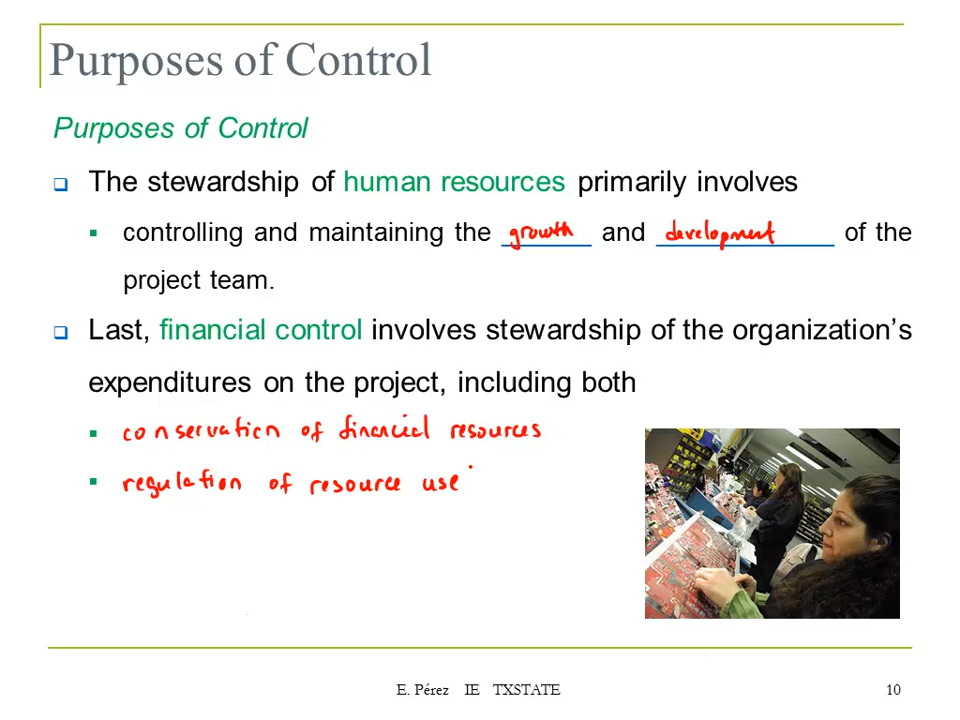 Purposes of Control
Purposes of Control
The stewardship of human resources primarily involves
controlling and maintaining the growth and development of the
project team.
Last, financial control involves stewardship of the organization's
expenditures on the project, including both
conservation of financial resources
regulation of resource use
E. Pérez IE TXSTATE 10